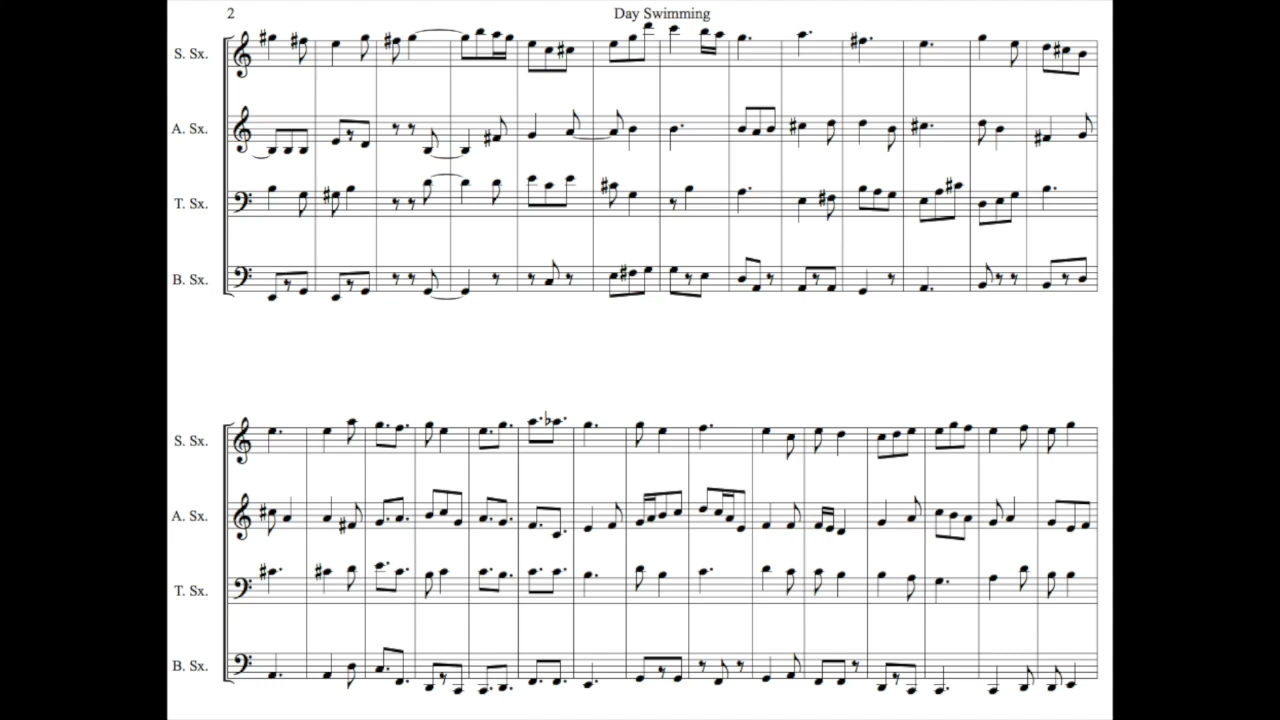 2
Day Swimming
S. Sx.
A. Sx.
T. Sx.
B. Sx.
S. Sx.
A. Sx.
T. Sx.
B. Sx.